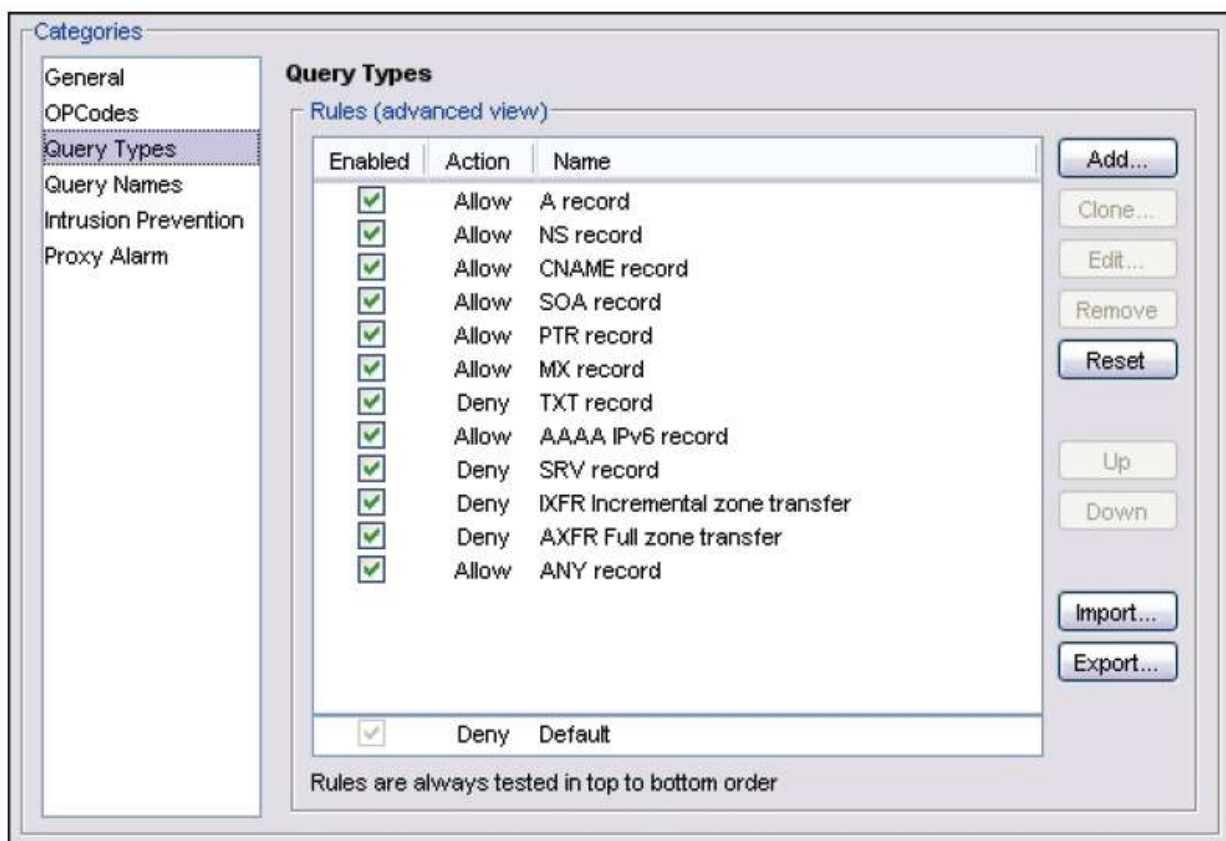 Categories
General
OPCodes
Query Types
Query Names
Intrusion Prevention
Proxy Alarm
Query Types
Rules (advanced view)
Enabled Action Name
Allow A record
Allow NS record
Allow CNAME record
Allow SOA record
Allow PTR record
Allow MX record
Deny TXT record
Allow AAAA IPv6 record
Deny SRV record
Deny IXFR Incremental zone transfer
Deny AXFR Full zone transfer
Allow ANY record
Deny Default
Rules are always tested in top to bottom order
Add...
Clone...
Edit...
Remove
Reset
Up
Down
Import...
Export...